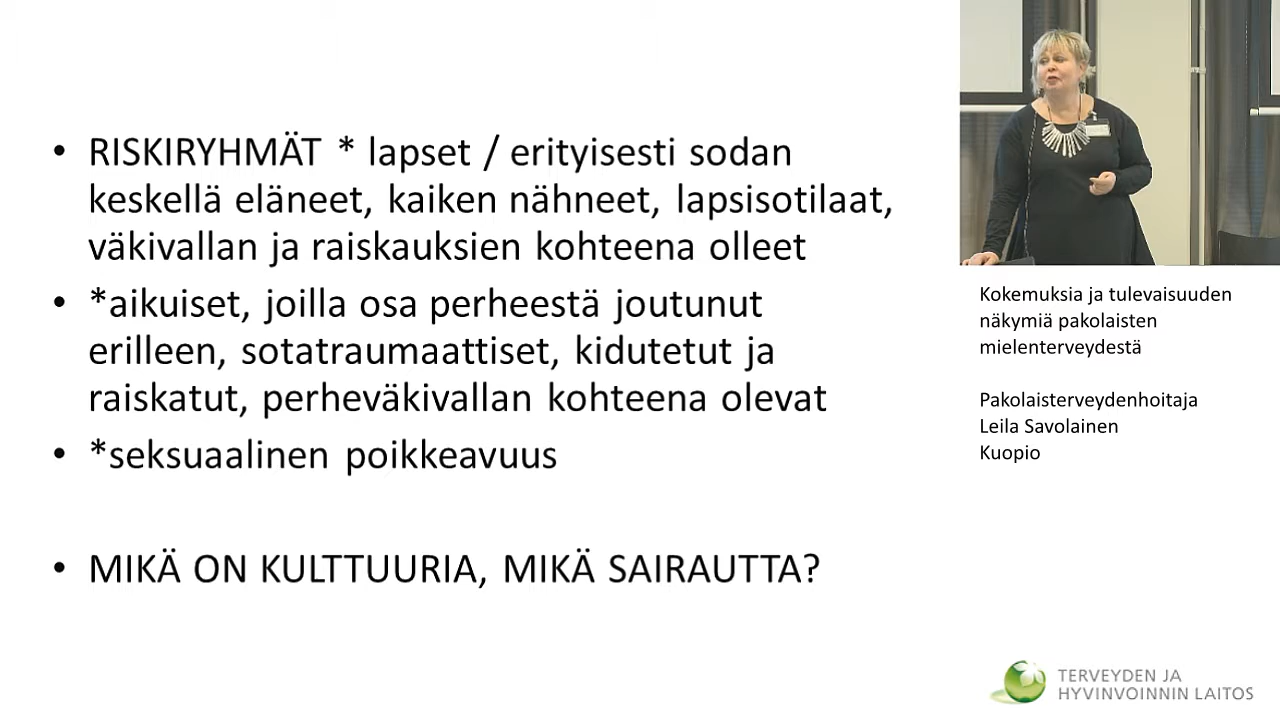 • RISKIRYHMÄT * lapset / erityisesti sodan
keskellä eläneet, kaiken nähneet, lapsisotilaat,
väkivallan ja raiskauksien kohteena olleet
• *aikuiset, joilla osa perheestä joutunut
erilleen, sotatraumaattiset, kidutetut ja
raiskatut, perheväkivallan kohteena olevat
• *seksuaalinen poikkeavuus
• MIKÄ ON KULTTUURIA, MIKÄ SAIRAUTTA?
Kokemuksia ja tulevaisuuden
näkymiä pakolaisten
mielenterveydestä
Pakolaisterveydenhoitaja
Leila Savolainen
Kuopio
TERVEYDEN JA
HYVINVOINNIN LAITOS